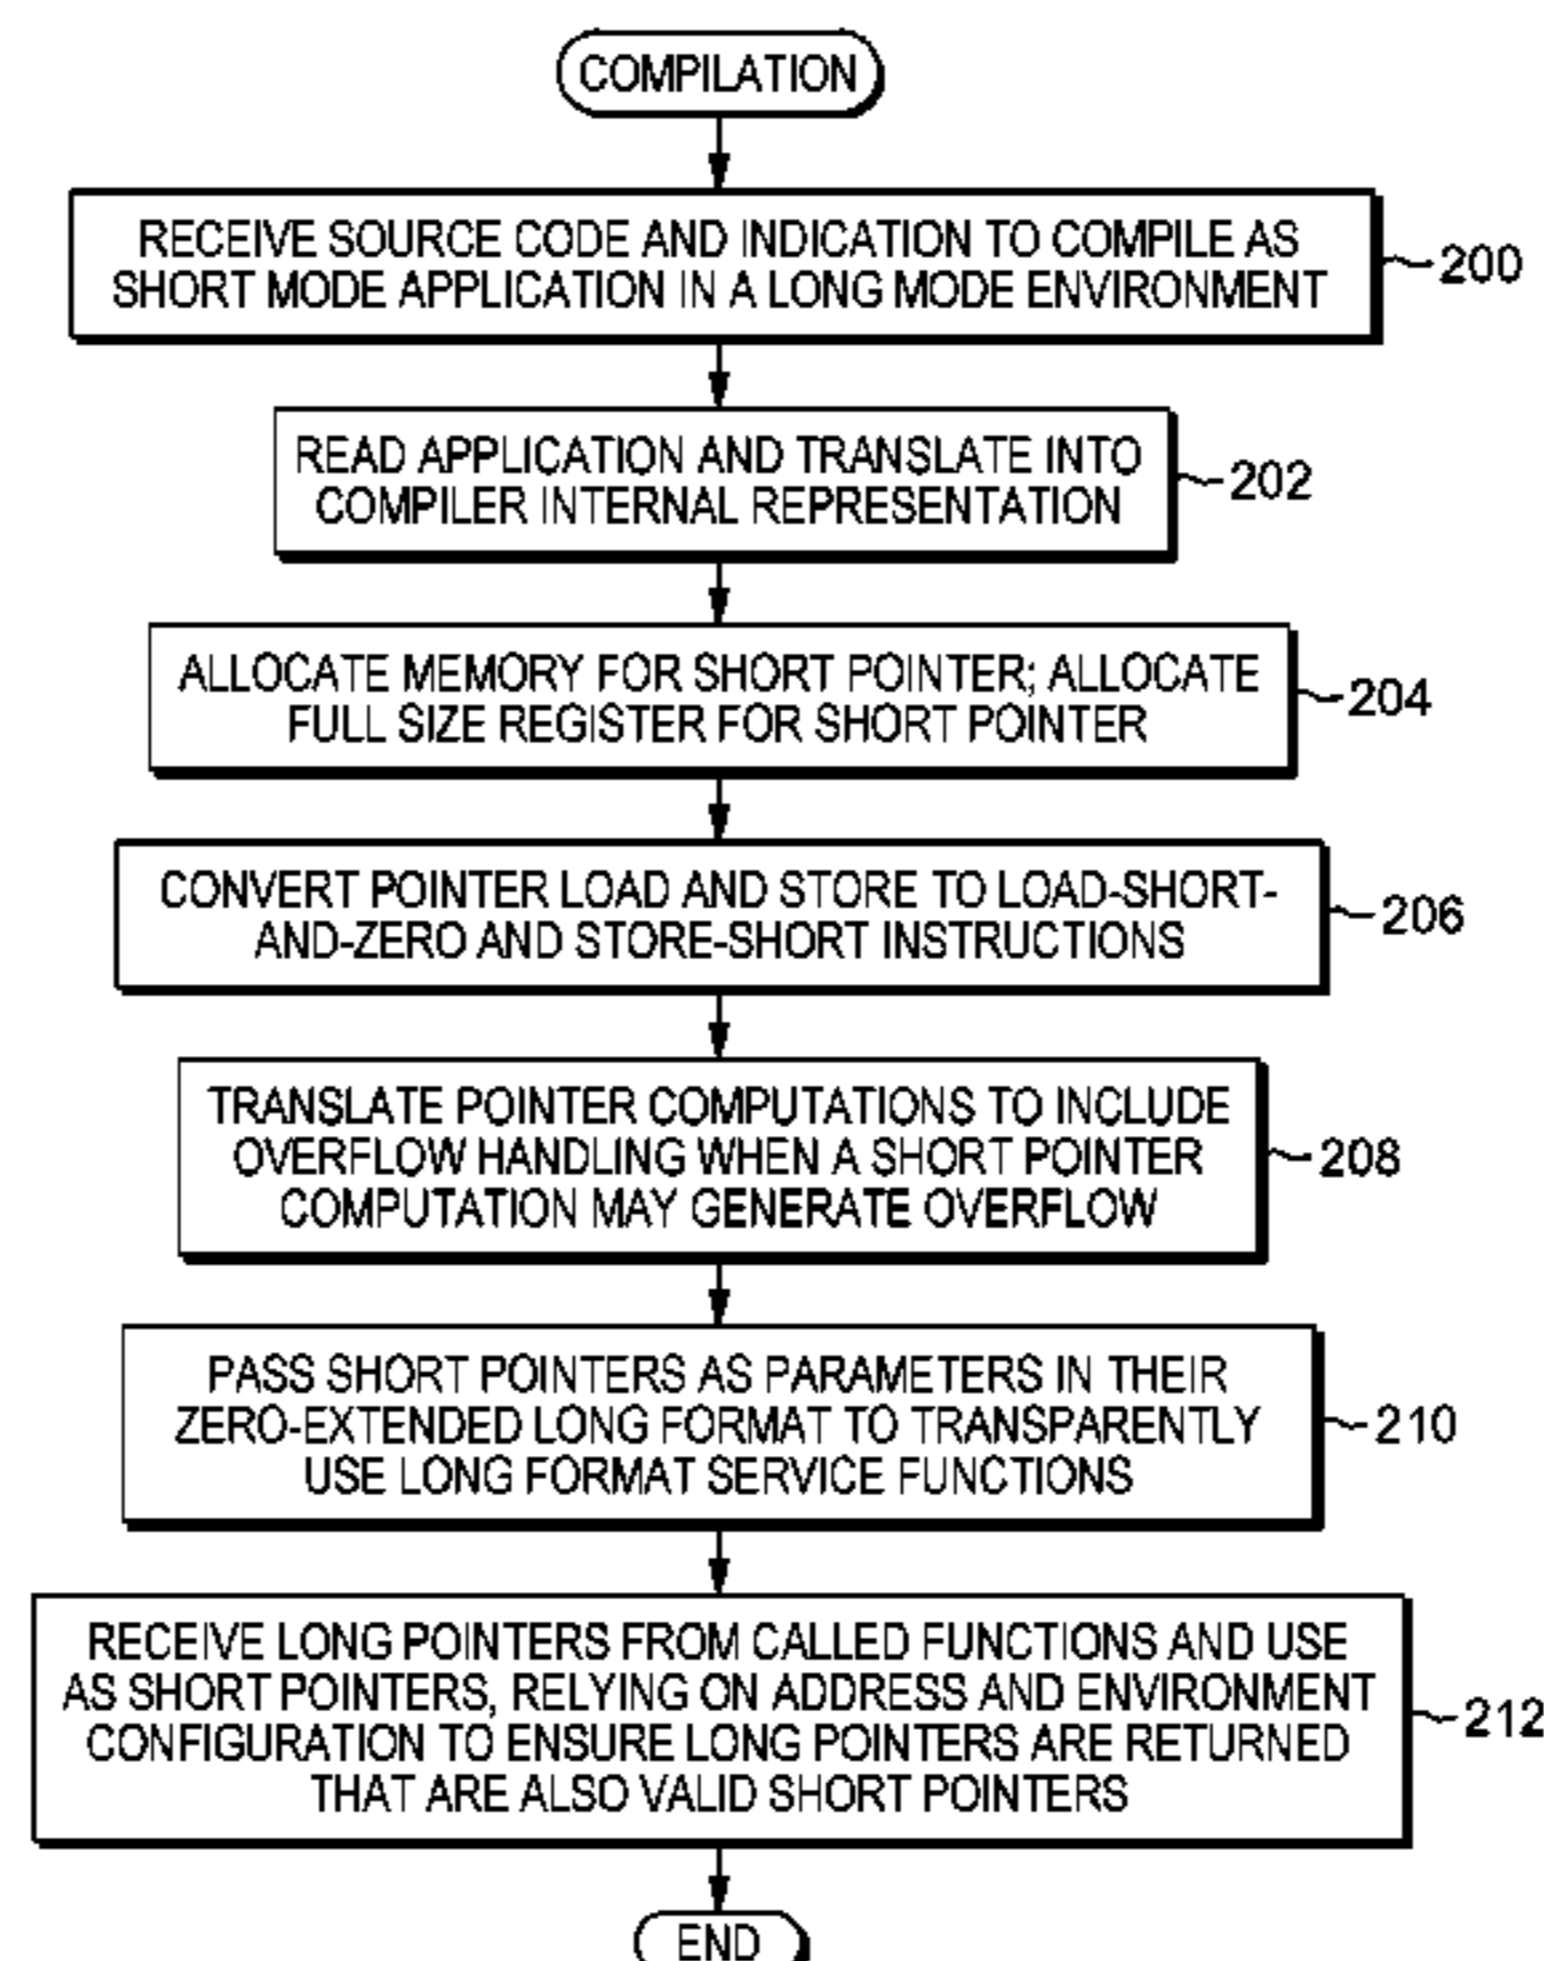 COMPILATION
RECEIVE SOURCE CODE AND INDICATION TO COMPILE AS
SHORT MODE APPLICATION IN A LONG MODE ENVIRONMENT
200
READ APPLICATION AND TRANSLATE INTO
COMPILER INTERNAL REPRESENTATION
202
ALLOCATE MEMORY FOR SHORT POINTER; ALLOCATE
FULL SIZE REGISTER FOR SHORT POINTER
204
CONVERT POINTER LOAD AND STORE TO LOAD-SHORT-
AND-ZERO AND STORE-SHORT INSTRUCTIONS
206
TRANSLATE POINTER COMPUTATIONS TO INCLUDE
OVERFLOW HANDLING WHEN A SHORT POINTER
COMPUTATION MAY GENERATE OVERFLOW
208
PASS SHORT POINTERS AS PARAMETERS IN THEIR
ZERO-EXTENDED LONG FORMAT TO TRANSPARENTLY
USE LONG FORMAT SERVICE FUNCTIONS
210
RECEIVE LONG POINTERS FROM CALLED FUNCTIONS AND USE
AS SHORT POINTERS, RELYING ON ADDRESS AND ENVIRONMENT
CONFIGURATION TO ENSURE LONG POINTERS ARE RETURNED
THAT ARE ALSO VALID SHORT POINTERS
212
END